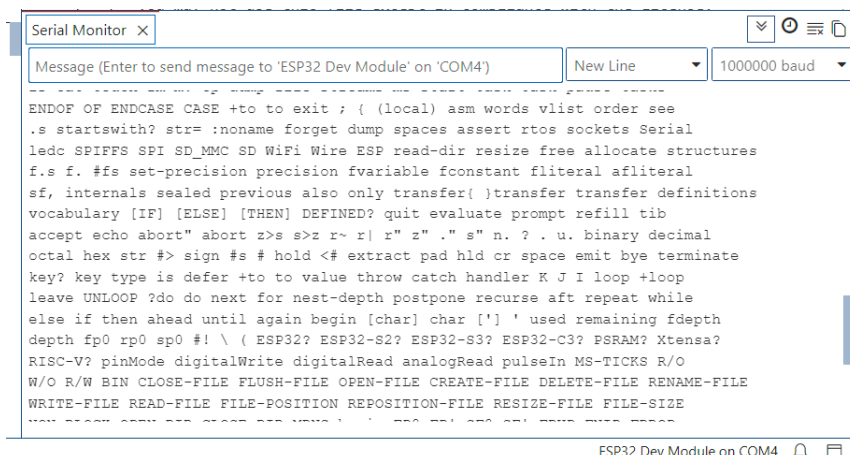 Serial Monitor ×
Message (Enter to send message to 'ESP32 Dev Module' on 'COM4')
New Line
1000000 baud
ENDOF OF ENDCASE CASE +to to exit ; { (local) asm words vlist order see
.s startswith? str= :noname forget dump spaces assert rtos sockets Serial
ledc SPIFFS SPI SD_MMC SD WiFi Wire ESP read-dir resize free allocate structures
f.s f. #fs set-precision precision fvariable fconstant fliteral afliteral
sf, internals sealed previous also only transfer{ }transfer transfer definitions
vocabulary [IF] [ELSE] [THEN] DEFINED? quit evaluate prompt refill tib
accept echo abort" abort z>s s>z r~ r| r" z" ." s" n. ? . u. binary decimal
octal hex str #> sign #s # hold <# extract pad hld cr space emit bye terminate
key? key type is defer +to to value throw catch handler K J I loop +loop
leave UNLOOP ?do do next for nest-depth postpone recurse aft repeat while
else if then ahead until again begin [char] char ['] ' used remaining fdepth
depth fp0 rp0 sp0 #! \ ( ESP32? ESP32-S2? ESP32-S3? ESP32-C3? PSRAM? Xtensa?
RISC-V? pinMode digitalWrite digitalRead analogRead pulseIn MS-TICKS R/O
W/O R/W BIN CLOSE-FILE FLUSH-FILE OPEN-FILE CREATE-FILE DELETE-FILE RENAME-FILE
WRITE-FILE READ-FILE FILE-POSITION REPOSITION-FILE RESIZE-FILE FILE-SIZE
ESP32 Dev Module on COM4